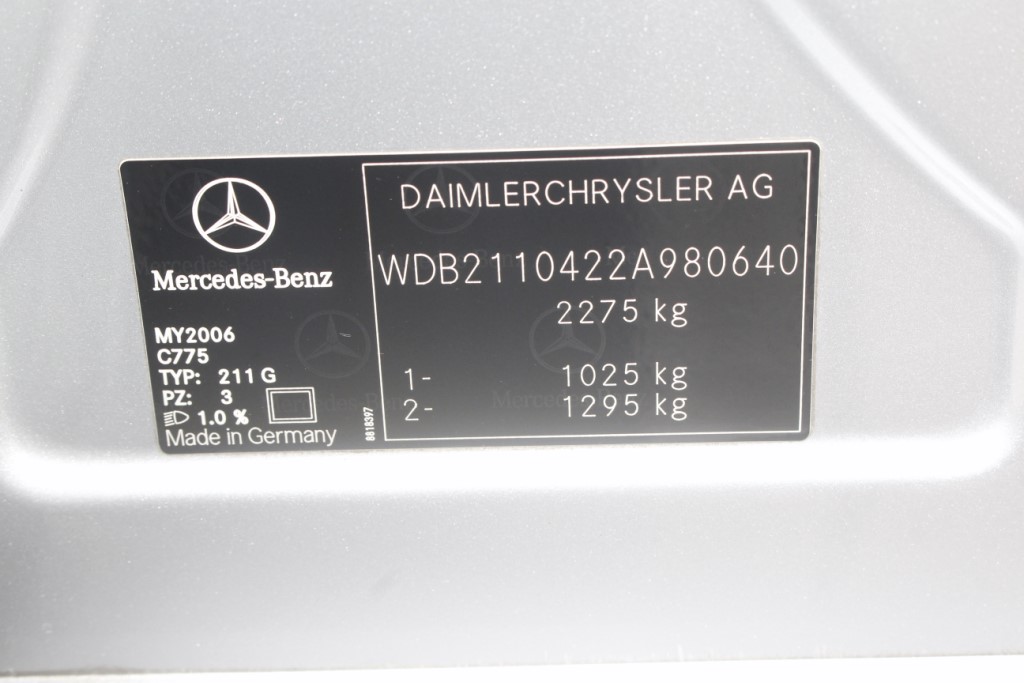 Mercedes-Benz
MY2006
C775
TYP: 211 G
PZ: 3
1.0 %
Made in Germany
8818397
DAIMLERCHRYSLER AG
WDB2110422A980640
2275 kg
1- 1025 kg
2- 1295 kg